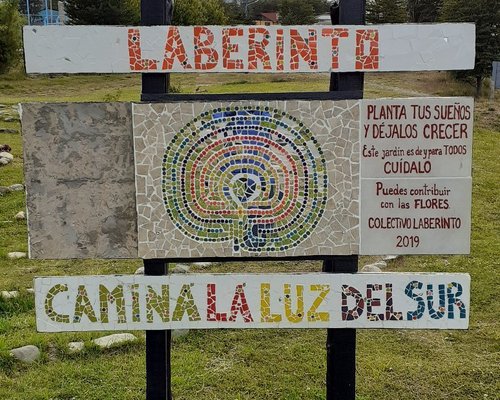 LABERINTO
PLANTA TUS SUEÑOS
Y DÉJALOS CRECER
Este jardín es de y para TODOS
CUÍDALO
Puedes contribuir
con las FLORES.
COLECTIVO LABERINTO
2019
CAMINA LA LUZ DEL SUR